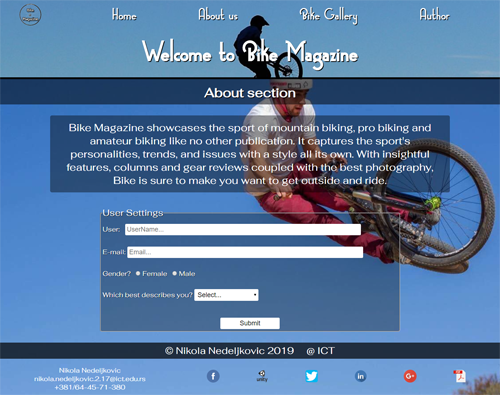 Home About us Bike Gallery Author
Welcome to Bike Magazine
About section
Bike Magazine showcases the sport of mountain biking, pro biking and
amateur biking like no other publication. It captures the sport's
personalities, trends, and issues with a style all its own. With insightful
features, columns and gear reviews coupled with the best photography,
Bike is sure to make you want to get outside and ride.
User Settings
User: UserName...
E-mail: Email...
Gender? Female Male
Which best describes you? Select...
Submit
© Nikola Nedeljkovic 2019 @ ICT
Nikola Nedeljkovic
nikola.nedeljkovic.2.17@ict.edu.rs
+381/64-45-71-380
unity